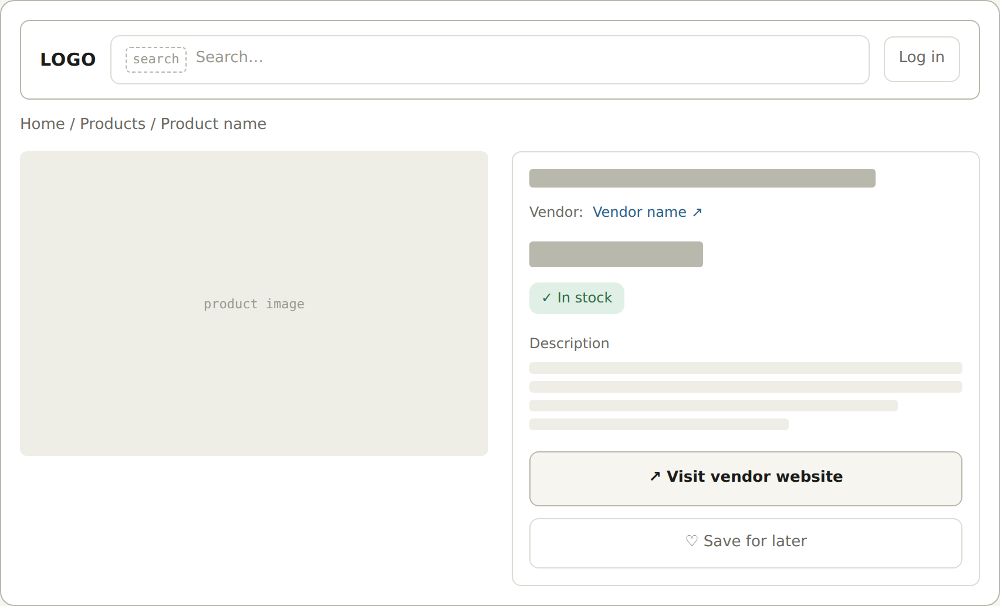 LOGO
search
Search...
Log in
Home / Products / Product name
product image
Vendor: Vendor name ↗
✓ In stock
Description
↗ Visit vendor website
♡ Save for later